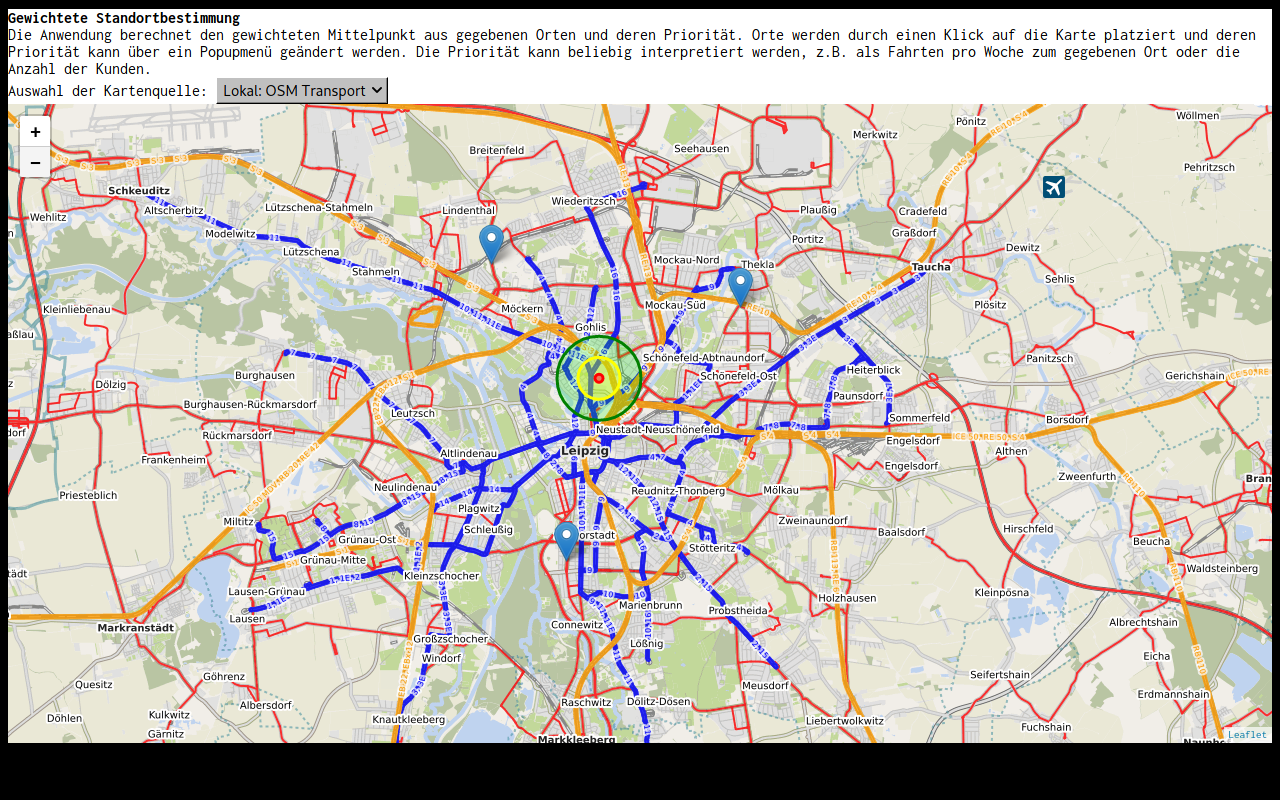 Gewichtete Standortbestimmung
Die Anwendung berechnet den gewichteten Mittelpunkt aus gegebenen Orten und deren Priorität. Orte werden durch einen Klick auf die Karte platziert und deren
Priorität kann über ein Popupmenü geändert werden. Die Priorität kann beliebig interpretiert werden, z.B. als Fahrten pro Woche zum gegebenen Ort oder die
Anzahl der Kunden.
Auswahl der Kartenquelle: Lokal: OSM Transport
+
−
Wöllmen
Pönitz
Merkwitz
Seehausen
Breitenfeld
Pehritzsch
Schkeuditz
Wiederitzsch
Altscherbitz
Lützschena-Stahmeln
Lindenthal
Plaußig
Cradefeld
Wehlitz
Graßdorf
Modelwitz
Portitz
Dewitz
Lützschena
Mockau-Nord
Thekla
Taucha
Stahmeln
Sehlis
Kleinliebenau
Möckern
Mockau-Süd
Plösitz
Gohlis
Schönefeld-Abtnaundorf
Panitzsch
Burghausen
Dölzig
Schönefeld-Ost
Heiterblick
Gerichshain
Paunsdorf
Burghausen-Rückmarsdorf
Leutzsch
Sommerfeld
Borsdorf
Rückmarsdorf
Neustadt-Neuschönefeld
Engelsdorf
Leipzig
Althen
Altlindenau
Frankenheim
Engelsdorf
Zweenfurth
Neulindenau
Reudnitz-Thonberg
Mölkau
Priesteblich
Plagwitz
Miltitz
Zweinaundorf
Schleußig
Baalsdorf
Hirschfeld
Grünau-Ost
Stötteritz
Beucha
Grünau-Mitte
Waldsteinberg
Kleinzschocher
Lausen-Grünau
Kleinpösna
Holzhausen
Marienbrunn
Probstheida
Lausen
Albrechtshain
Markranstädt
Connewitz
Großzschocher
Lößnig
Windorf
Eicha
Göhrenz
Seifertshain
Quesitz
Meusdorf
Erdmannshain
Albersdorf
Raschwitz
Dölitz-Dösen
Kulkwitz
Döhlen
Knautkleeberg
Liebertwolkwitz
Fuchshain
Gärnitz
Markkleeberg
Leaflet